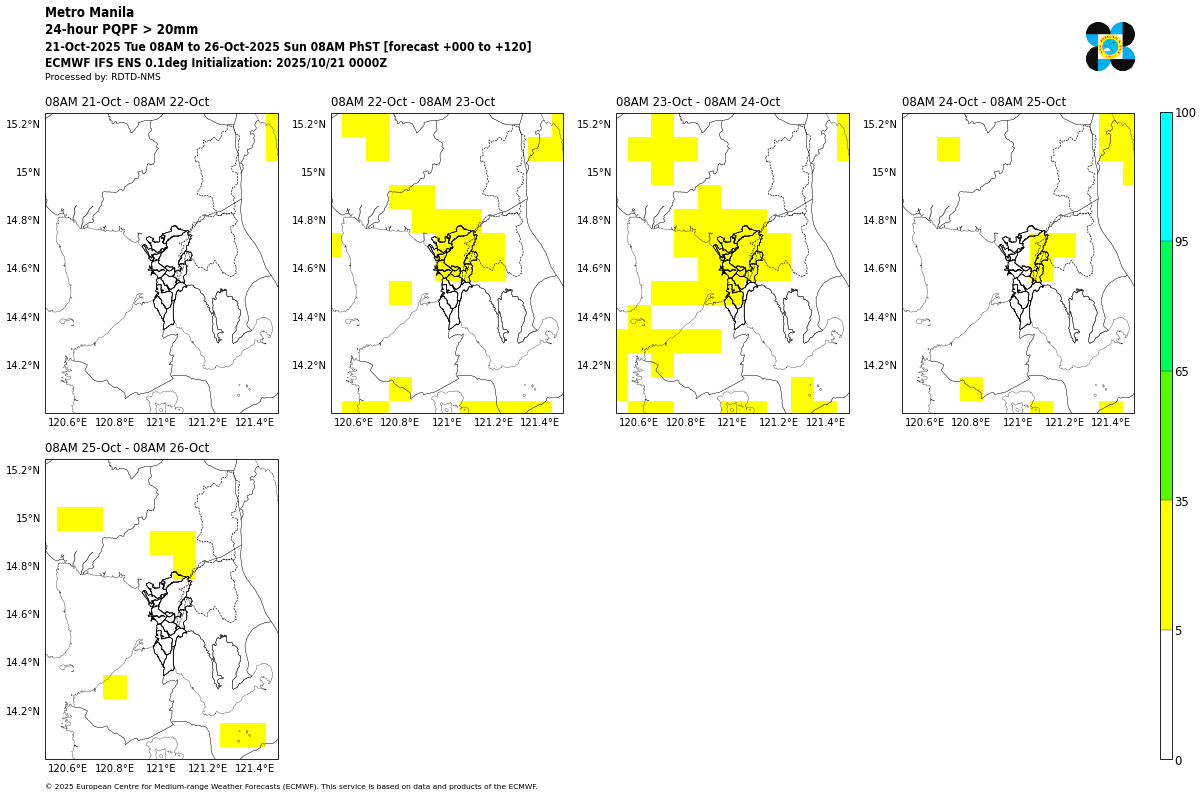 Metro Manila
24-hour PQPF > 20mm
21-Oct-2025 Tue 08AM to 26-Oct-2025 Sun 08AM PhST [forecast +000 to +120]
ECMWF IFS ENS 0.1deg Initialization: 2025/10/21 0000Z
Processed by: RDTD-NMS
08AM 21-Oct - 08AM 22-Oct
15.2°N
15°N
14.8°N
14.6°N
14.4°N
14.2°N
120.6°E 120.8°E 121°E 121.2°E 121.4°E
08AM 22-Oct - 08AM 23-Oct
15.2°N
15°N
14.8°N
14.6°N
14.4°N
14.2°N
120.6°E 120.8°E 121°E 121.2°E 121.4°E
08AM 23-Oct - 08AM 24-Oct
15.2°N
15°N
14.8°N
14.6°N
14.4°N
14.2°N
120.6°E 120.8°E 121°E 121.2°E 121.4°E
08AM 24-Oct - 08AM 25-Oct
15.2°N
15°N
14.8°N
14.6°N
14.4°N
14.2°N
120.6°E 120.8°E 121°E 121.2°E 121.4°E
08AM 25-Oct - 08AM 26-Oct
15.2°N
15°N
14.8°N
14.6°N
14.4°N
14.2°N
120.6°E 120.8°E 121°E 121.2°E 121.4°E
100
95
65
35
5
0
© 2025 European Centre for Medium-range Weather Forecasts (ECMWF). This service is based on data and products of the ECMWF.